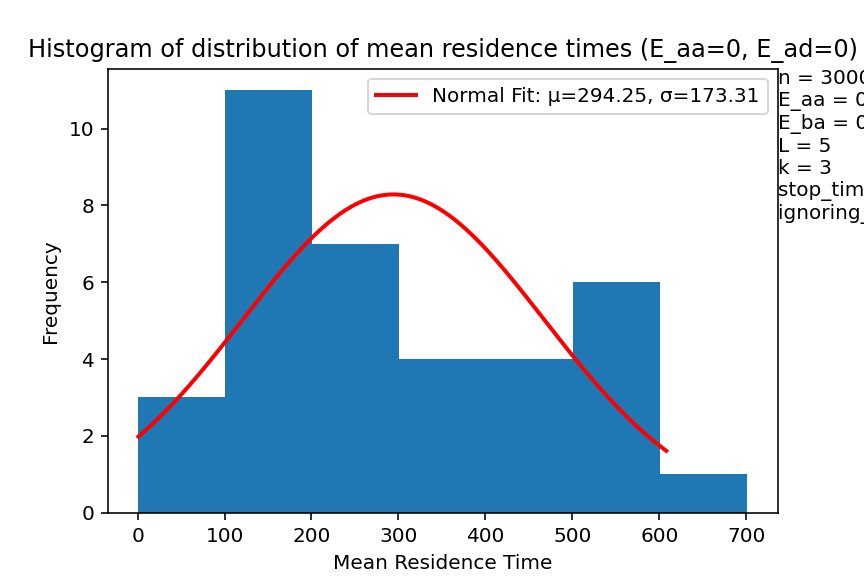 Histogram of distribution of mean residence times (E_aa=0, E_ad=0)
Normal Fit: μ=294.25, σ=173.31
n = 3000
E_aa = 0
E_ba = 0
L = 5
k = 3
stop_tim
ignoring_
Frequency
10
8
6
4
2
0
0 100 200 300 400 500 600 700
Mean Residence Time